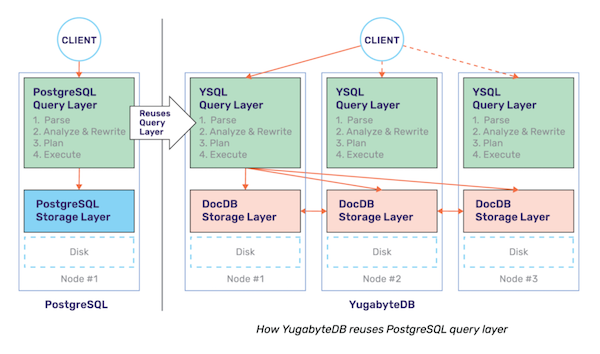 CLIENT
PostgreSQL
Query Layer
1. Parse
2. Analyze & Rewrite
3. Plan
4. Execute
PostgreSQL
Storage Layer
Disk
Node #1
PostgreSQL
Reuses
Query
Layer
CLIENT
YSQL
Query Layer
1. Parse
2. Analyze & Rewrite
3. Plan
4. Execute
DocDB
Storage Layer
Disk
Node #1
YSQL
Query Layer
1. Parse
2. Analyze & Rewrite
3. Plan
4. Execute
DocDB
Storage Layer
Disk
Node #2
YSQL
Query Layer
1. Parse
2. Analyze & Rewrite
3. Plan
4. Execute
DocDB
Storage Layer
Disk
Node #3
YugabyteDB
How YugabyteDB reuses PostgreSQL query layer